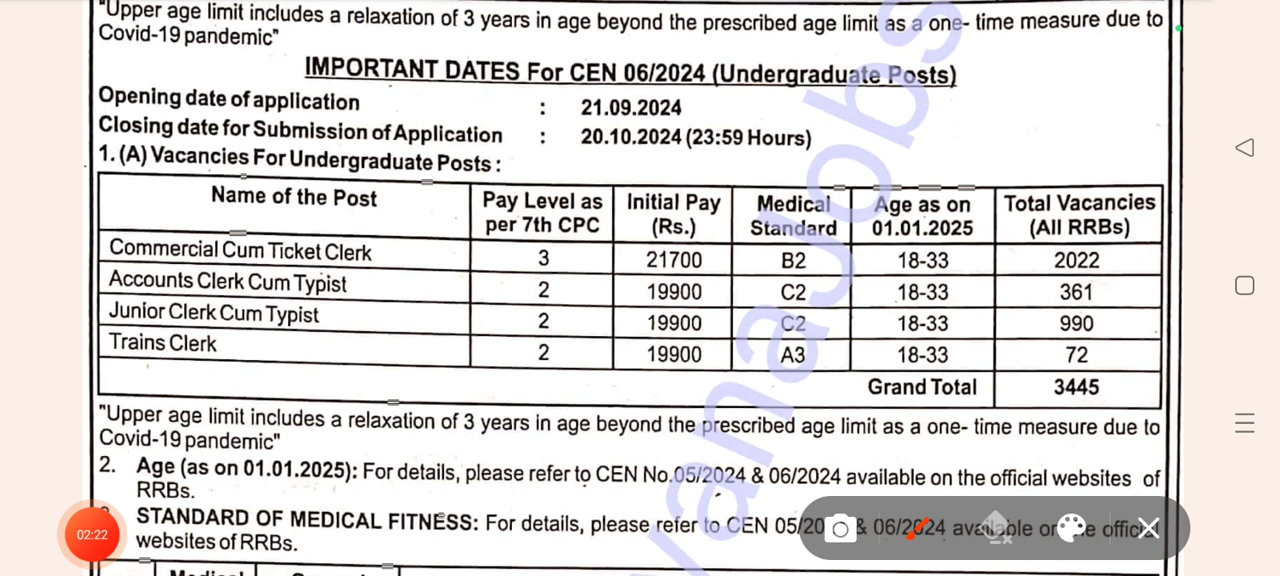 "Upper age limit includes a relaxation of 3 years in age beyond the prescribed age limit as a one- time measure due to
Covid-19 pandemic"
IMPORTANT DATES For CEN 06/2024 (Undergraduate Posts)
Opening date of application : 21.09.2024
Closing date for Submission of Application : 20.10.2024 (23:59 Hours)
1. (A) Vacancies For Undergraduate Posts :
Name of the Post Pay Level as per 7th CPC Initial Pay (Rs.) Medical Standard Age as on 01.01.2025 Total Vacancies (All RRBs)
Commercial Cum Ticket Clerk 3 21700 B2 18-33 2022
Accounts Clerk Cum Typist 2 19900 C2 18-33 361
Junior Clerk Cum Typist 2 19900 C2 18-33 990
Trains Clerk 2 19900 A3 18-33 72
Grand Total 3445
"Upper age limit includes a relaxation of 3 years in age beyond the prescribed age limit as a one- time measure due to
Covid-19 pandemic"
2. Age (as on 01.01.2025): For details, please refer to CEN No.05/2024 & 06/2024 available on the official websites of
RRBs.
STANDARD OF MEDICAL FITNESS: For details, please refer to CEN 05/20 & 06/2024 available
websites of RRBs.
02:22